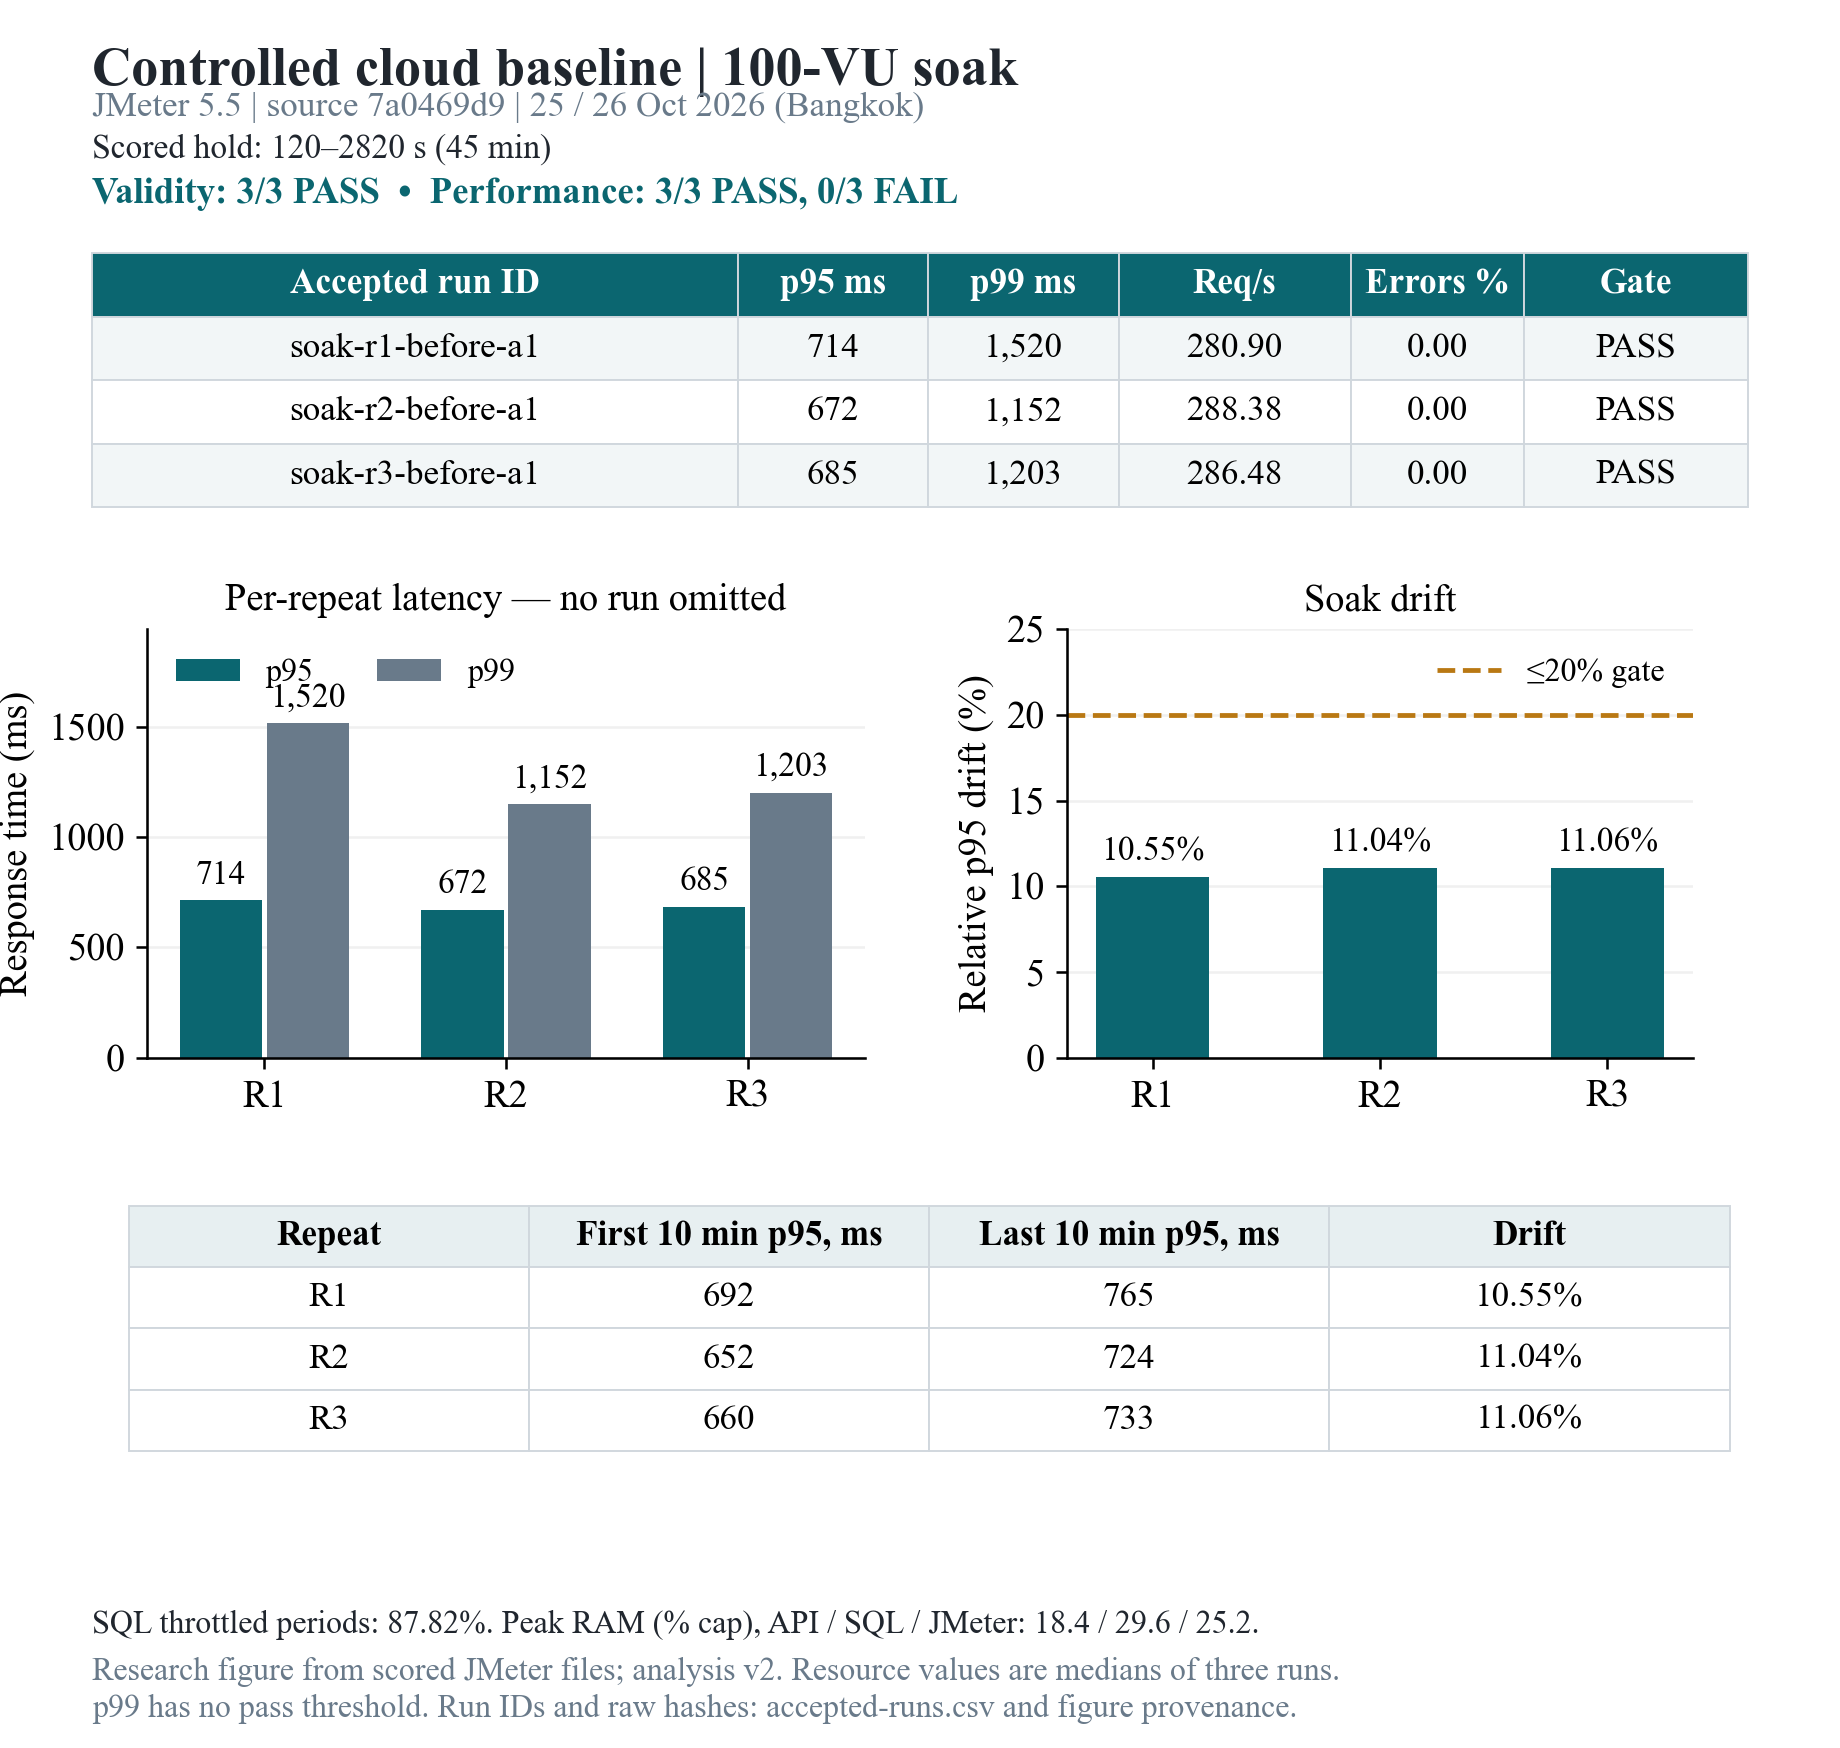 Controlled cloud baseline | 100-VU soak
JMeter 5.5 | source 7a0469d9 | 25 / 26 Oct 2026 (Bangkok)
Scored hold: 120–2820 s (45 min)
Validity: 3/3 PASS • Performance: 3/3 PASS, 0/3 FAIL
Accepted run ID p95 ms p99 ms Req/s Errors % Gate
soak-r1-before-a1 714 1,520 280.90 0.00 PASS
soak-r2-before-a1 672 1,152 288.38 0.00 PASS
soak-r3-before-a1 685 1,203 286.48 0.00 PASS
Per-repeat latency — no run omitted
p95 p99
Response time (ms)
1500
1000
500
0
714 1,520
672 1,152
685 1,203
R1 R2 R3
Soak drift
≤20% gate
Relative p95 drift (%)
25
20
15
10
5
0
10.55% 11.04% 11.06%
R1 R2 R3
Repeat First 10 min p95, ms Last 10 min p95, ms Drift
R1 692 765 10.55%
R2 652 724 11.04%
R3 660 733 11.06%
SQL throttled periods: 87.82%. Peak RAM (% cap), API / SQL / JMeter: 18.4 / 29.6 / 25.2.
Research figure from scored JMeter files; analysis v2. Resource values are medians of three runs.
p99 has no pass threshold. Run IDs and raw hashes: accepted-runs.csv and figure provenance.